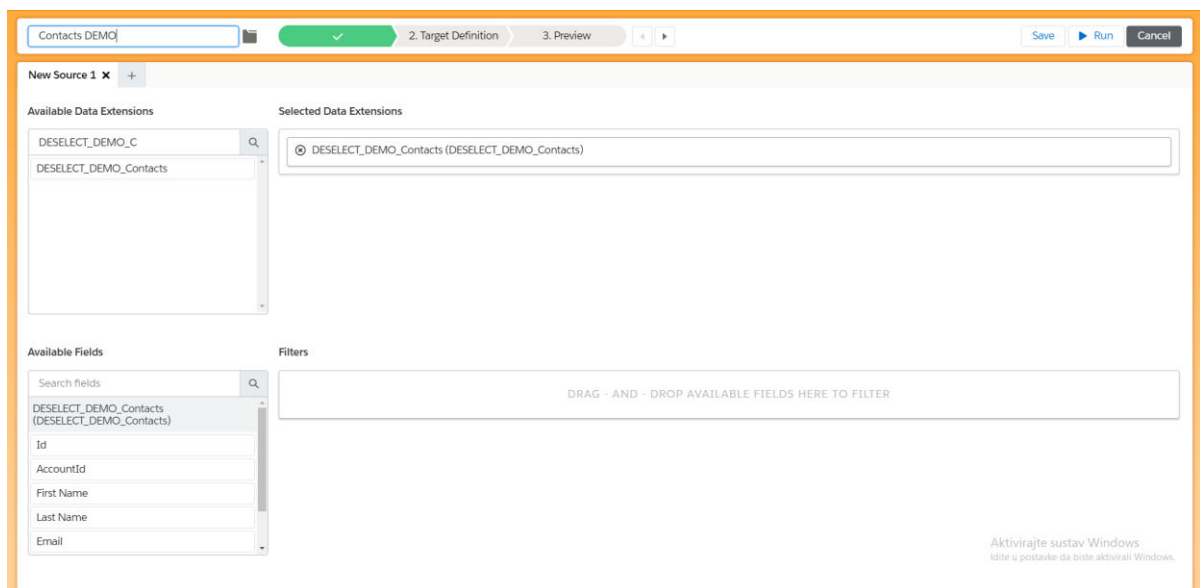 Contacts DEMO
2. Target Definition
3. Preview
Save
Run
Cancel
New Source 1
+
Available Data Extensions
Selected Data Extensions
DESELECT_DEMO_C
DESELECT_DEMO_Contacts (DESELECT_DEMO_Contacts)
DESELECT_DEMO_Contacts
Available Fields
Filters
Search fields
DRAG - AND - DROP AVAILABLE FIELDS HERE TO FILTER
DESELECT_DEMO_Contacts
(DESELECT_DEMO_Contacts)
Id
AccountId
First Name
Last Name
Email
Aktivirajte sustav Windows
Idite u postavke da biste aktivirali Windows.